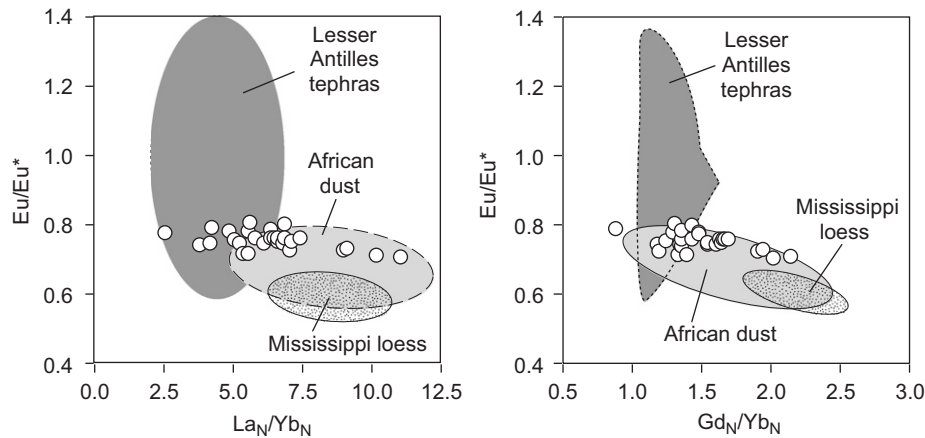 1.4
1.2
1.0
0.8
0.6
0.4
Eu/Eu*
Lesser
Antilles
tephras
African
dust
Mississippi loess
0.0
2.5
5.0
7.5
10.0
12.5
LaN/YbN
1.4
1.2
1.0
0.8
0.6
0.4
Eu/Eu*
Lesser
Antilles
tephras
Mississippi
loess
African dust
0.5
1.0
1.5
2.0
2.5
3.0
GdN/YbN